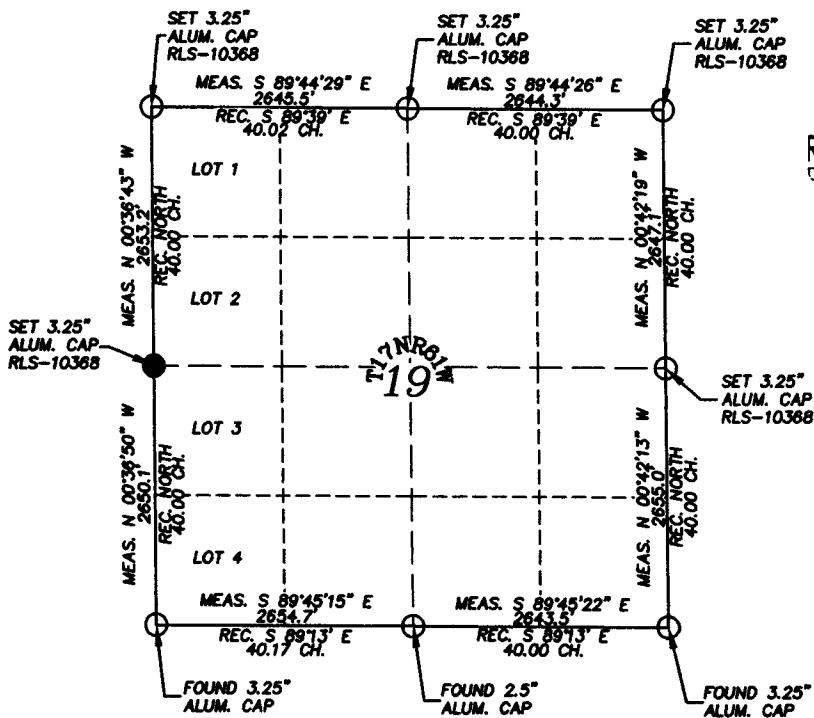 SET 3.25"
ALUM. CAP
RLS-10368
SET 3.25"
ALUM. CAP
RLS-10368
SET 3.25"
ALUM. CAP
RLS-10368
MEAS. S 89°44'29" E
2645.5'
REC. S 89°39' E
40.02 CH.
MEAS. S 89°44'26" E
2644.3'
REC. S 89°39' E
40.00 CH.
LOT 1
MEAS. N 00°36'43" W
2653.2'
REC. NORTH
40.00 CH.
MEAS. N 00°42'19" W
2647.1'
REC. NORTH
40.00 CH.
LOT 2
SET 3.25"
ALUM. CAP
RLS-10368
T17NR61W
19
SET 3.25"
ALUM. CAP
RLS-10368
LOT 3
MEAS. N 00°36'50" W
2650.1'
REC. NORTH
40.00 CH.
MEAS. N 00°42'13" W
2655.0'
REC. NORTH
40.00 CH.
LOT 4
MEAS. S 89°45'15" E
2654.7'
REC. S 89°13' E
40.17 CH.
MEAS. S 89°45'22" E
2643.5'
REC. S 89°13' E
40.00 CH.
FOUND 3.25"
ALUM. CAP
FOUND 2.5"
ALUM. CAP
FOUND 3.25"
ALUM. CAP